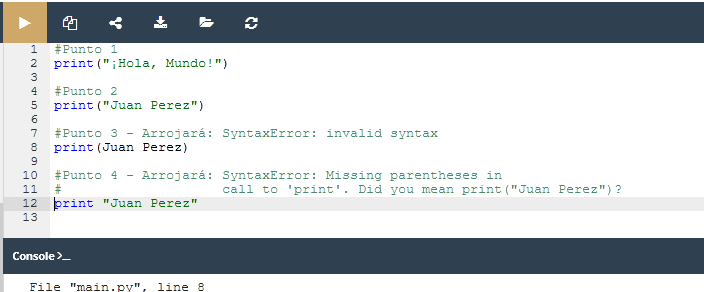 1 #Punto 1
2 print("¡Hola, Mundo!")
3
4 #Punto 2
5 print("Juan Perez")
6
7 #Punto 3 - Arrojará: SyntaxError: invalid syntax
8 print(Juan Perez)
9
10 #Punto 4 - Arrojará: SyntaxError: Missing parentheses in
11 #                    call to 'print'. Did you mean print("Juan Perez")?
12 print "Juan Perez"
13
Console >_
File "main.py", line 8